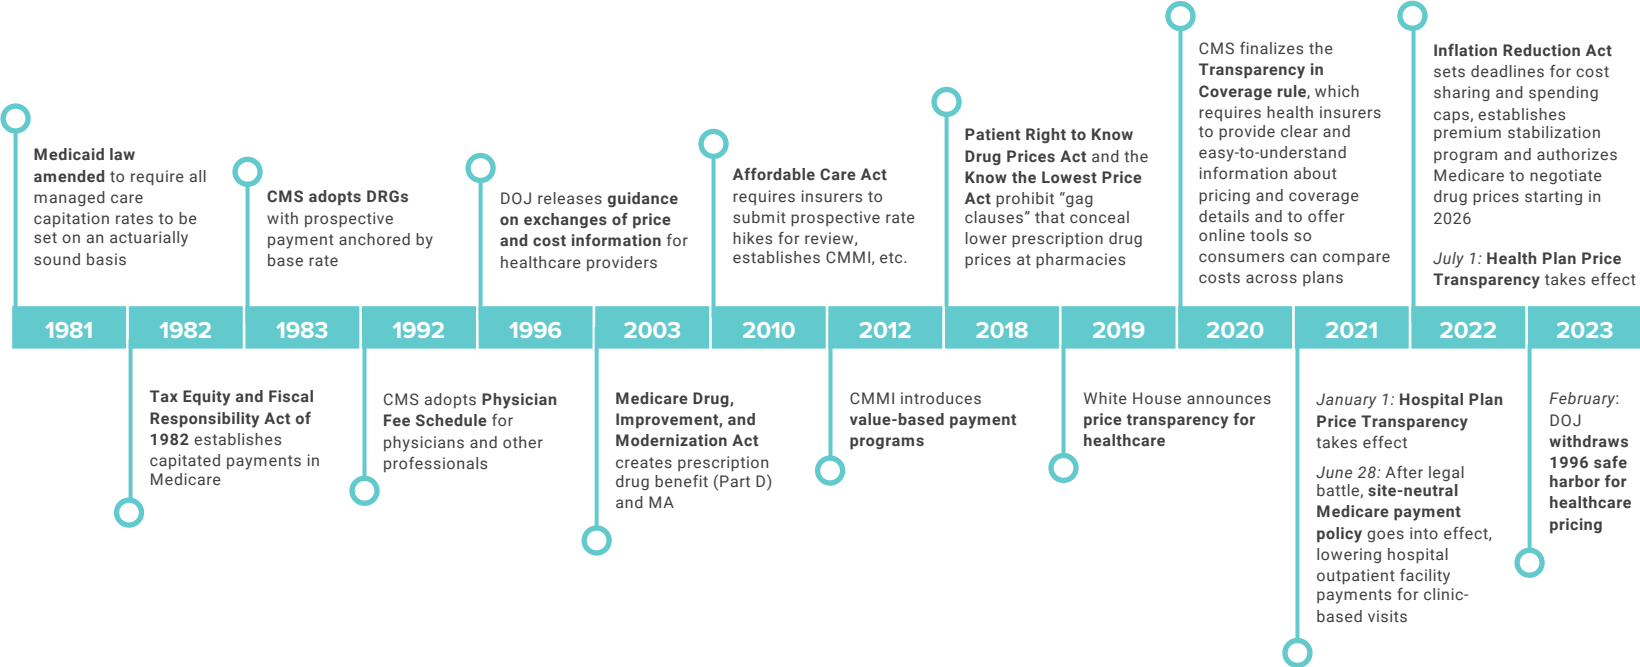 Medicaid law
amended to require all
managed care
capitation rates to be
set on an actuarially
sound basis
CMS adopts DRGs
with prospective
payment anchored by
base rate
DOJ releases guidance
on exchanges of price
and cost information for
healthcare providers
Affordable Care Act
requires insurers to
submit prospective rate
hikes for review,
establishes CMMI, etc.
Patient Right to Know
Drug Prices Act and the
Know the Lowest Price
Act prohibit “gag
clauses” that conceal
lower prescription drug
prices at pharmacies
CMS finalizes the
Transparency in
Coverage rule, which
requires health insurers
to provide clear and
easy-to-understand
information about
pricing and coverage
details and to offer
online tools so
consumers can compare
costs across plans
Inflation Reduction Act
sets deadlines for cost
sharing and spending
caps, establishes
premium stabilization
program and authorizes
Medicare to negotiate
drug prices starting in
2026
July 1: Health Plan Price
Transparency takes effect
1981 1982 1983 1992 1996 2003 2010 2012 2018 2019 2020 2021 2022 2023
Tax Equity and Fiscal
Responsibility Act of
1982 establishes
capitated payments in
Medicare
CMS adopts Physician
Fee Schedule for
physicians and other
professionals
Medicare Drug,
Improvement, and
Modernization Act
creates prescription
drug benefit (Part D)
and MA
CMMI introduces
value-based payment
programs
White House announces
price transparency for
healthcare
January 1: Hospital Plan
Price Transparency
takes effect
June 28: After legal
battle, site-neutral
Medicare payment
policy goes into effect,
lowering hospital
outpatient facility
payments for clinic-
based visits
February:
DOJ
withdraws
1996 safe
harbor for
healthcare
pricing